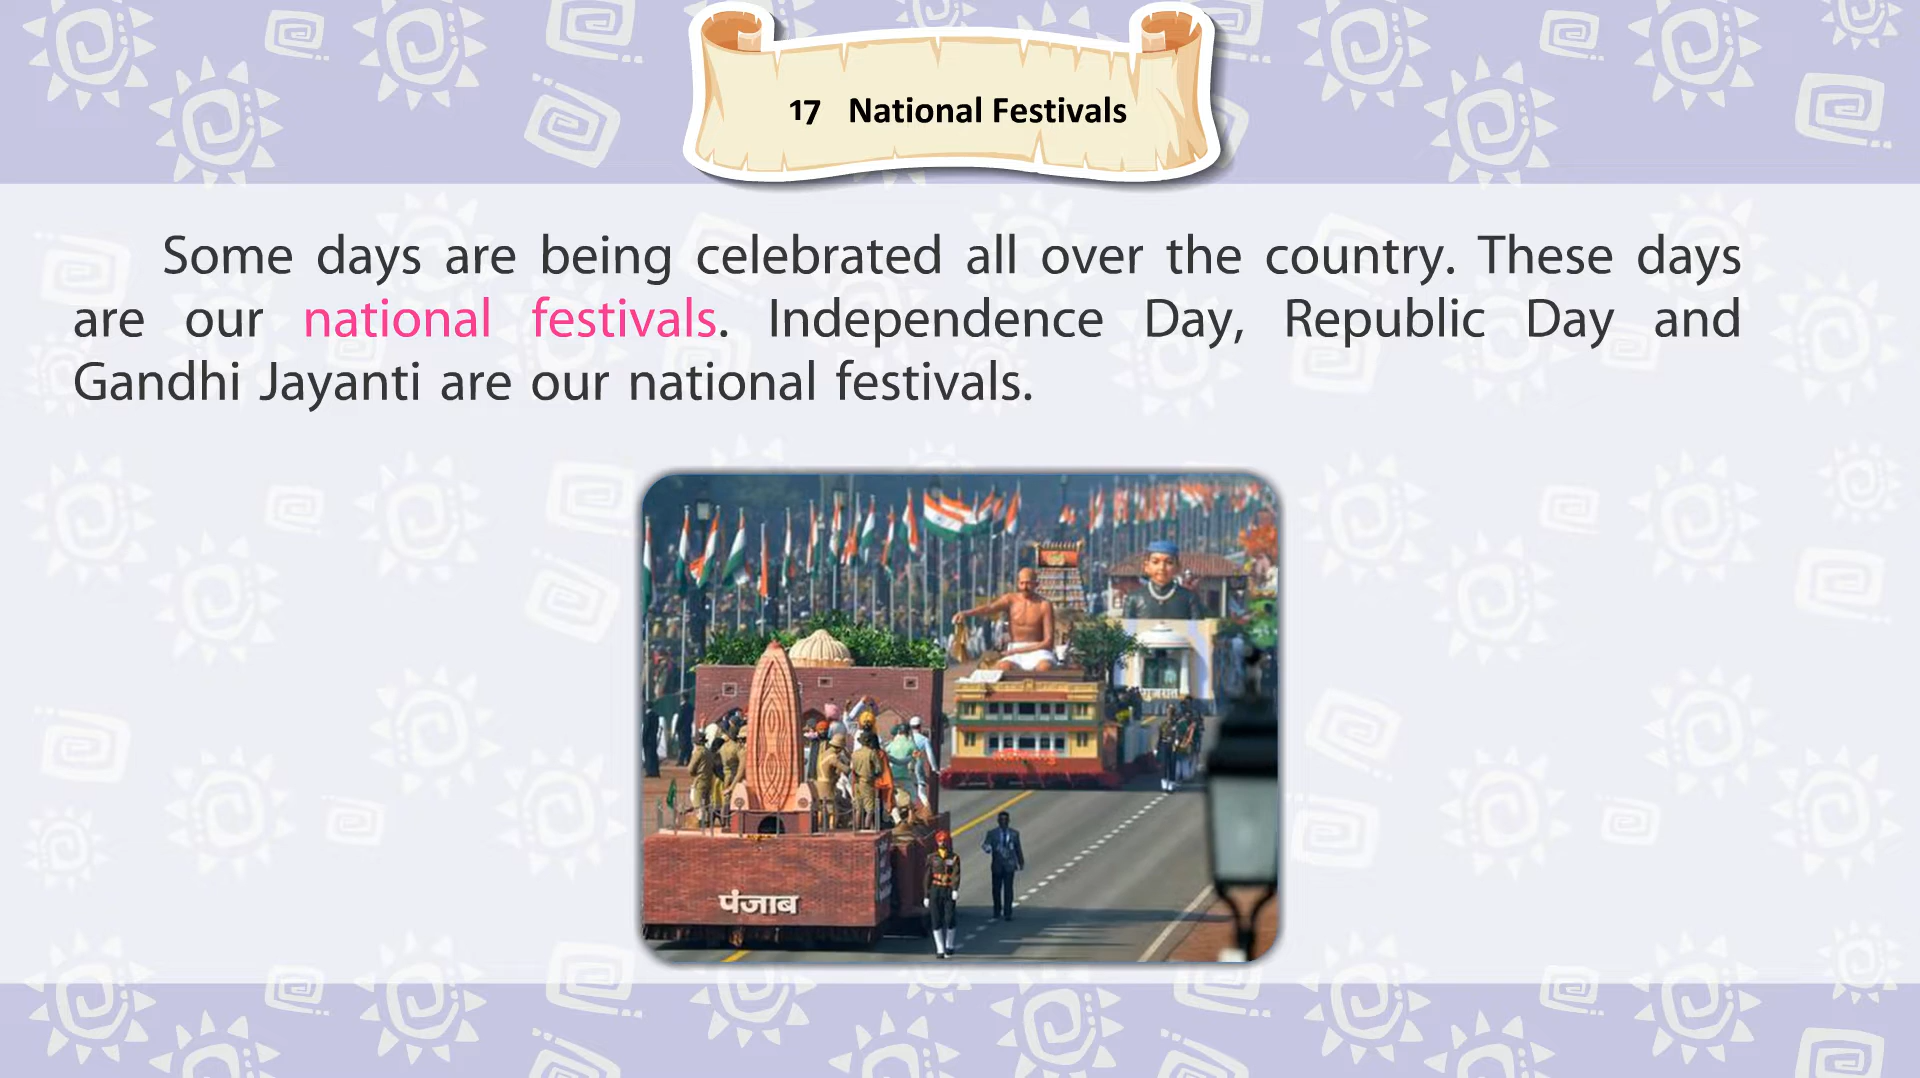 17 National Festivals
Some days are being celebrated all over the country. These days
are our national festivals. Independence Day, Republic Day and
Gandhi Jayanti are our national festivals.
पंजाब